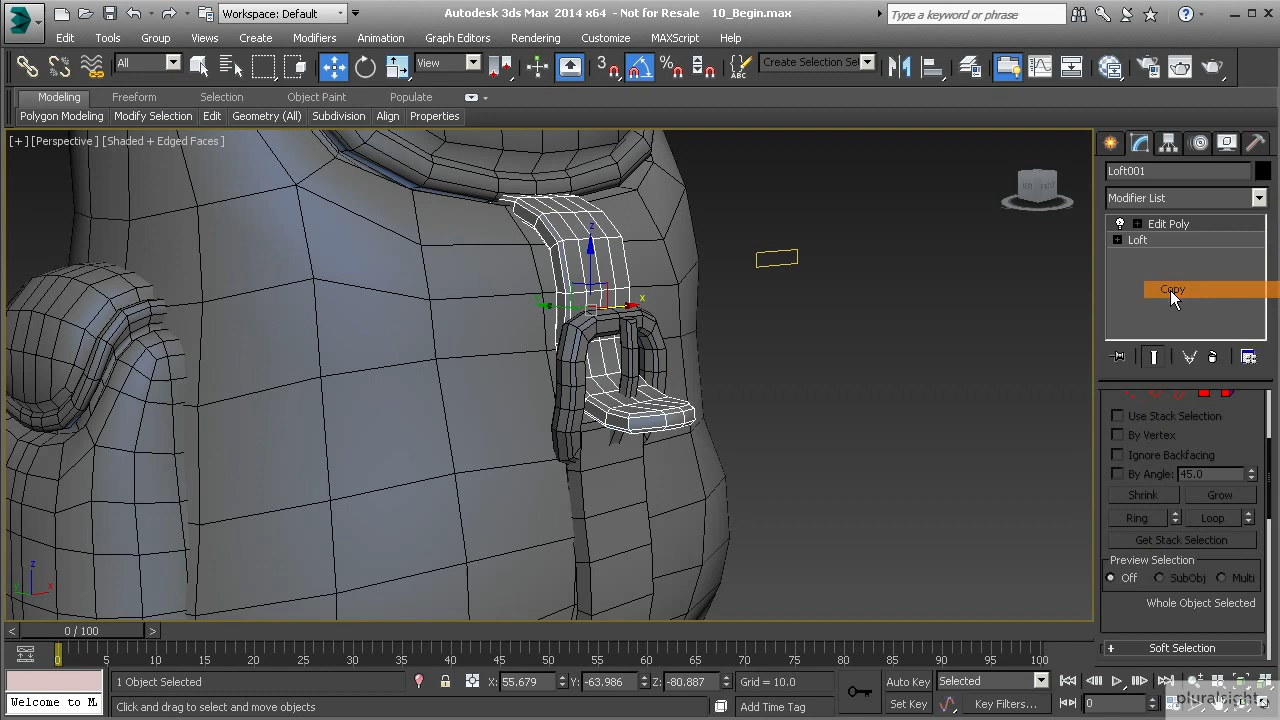 Workspace: Default
Autodesk 3ds Max 2014 x64 - Not for Resale 10_Begin.max
Type a keyword or phrase
Edit Tools Group Views Create Modifiers Animation Graph Editors Rendering Customize MAXScript Help
All
View
3
%
Create Selection Se
Modeling Freeform Selection Object Paint Populate
Polygon Modeling Modify Selection Edit Geometry (All) Subdivision Align Properties
[+] [Perspective] [Shaded + Edged Faces]
Loft001
Modifier List
Edit Poly
Loft
Copy
z
x
Use Stack Selection
By Vertex
Ignore Backfacing
By Angle: 45.0
Shrink Grow
Ring Loop
Get Stack Selection
Preview Selection
Off SubObj Multi
Whole Object Selected
Soft Selection
z
y x
< 0 / 100 >
0 5 10 15 20 25 30 35 40 45 50 55 60 65 70 75 80 85 90 95 100
1 Object Selected
X: 55.679 Y: -63.986 Z: -80.887 Grid = 10.0
Auto Key Selected
Welcome to M
Click and drag to select and move objects
Add Time Tag
Set Key Key Filters...
0
pluralsight